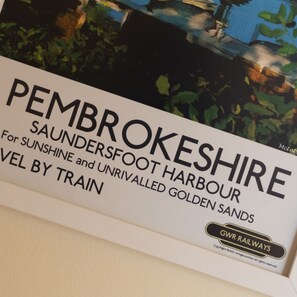 PEMBROKESHIRE
SAUNDERSFOOT HARBOUR
For SUNSHINE and UNRIVALLED GOLDEN SANDS
VEL BY TRAIN
GWR RAILWAYS